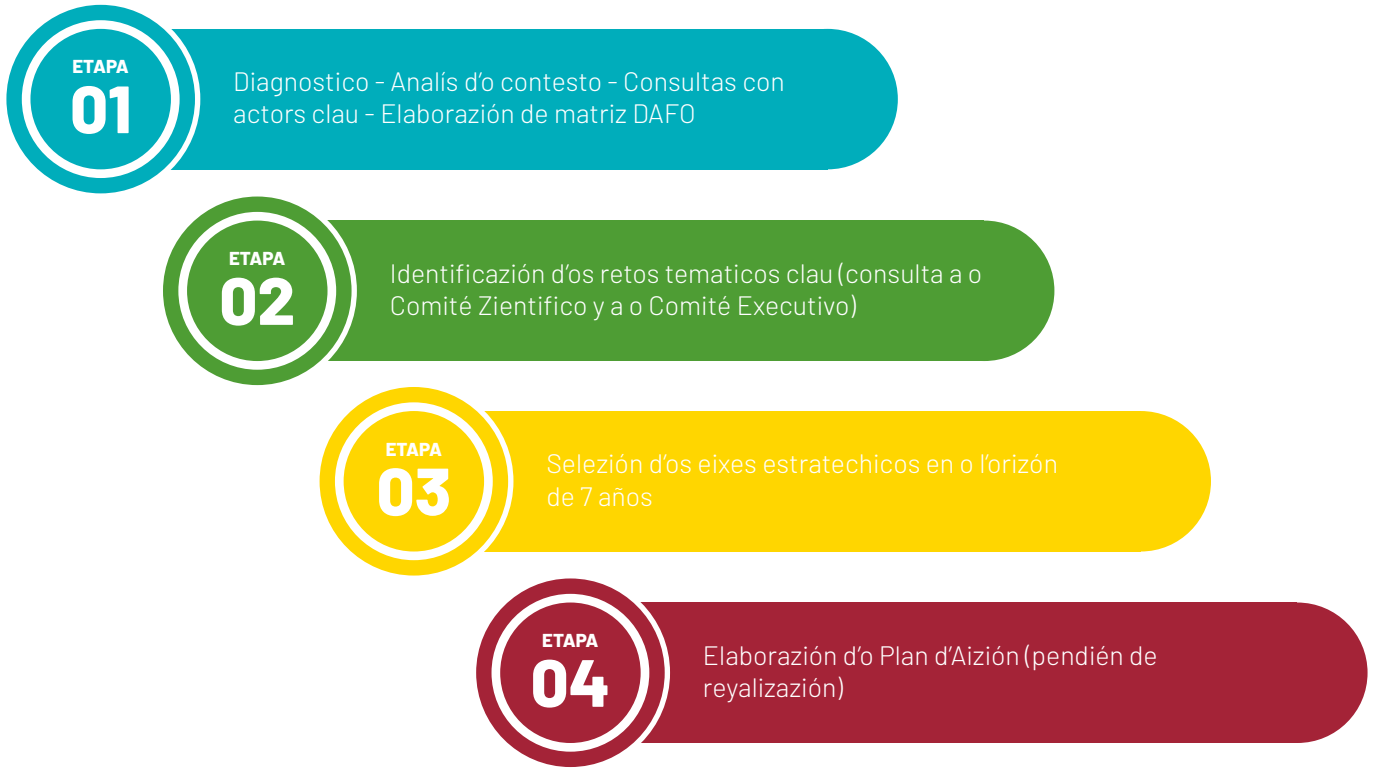 ETAPA
01
Diagnostico - Analís d'o contesto - Consultas con
actors clau - Elaborazión de matriz DAFO
ETAPA
02
Identificazión d'os retos tematicos clau (consulta a o
Comité Zientifico y a o Comité Executivo)
ETAPA
03
Selezión d'os eixes estratechicos en o l'orizón
de 7 años
ETAPA
04
Elaborazión d'o Plan d'Aizión (pendién de
reyalizazión)